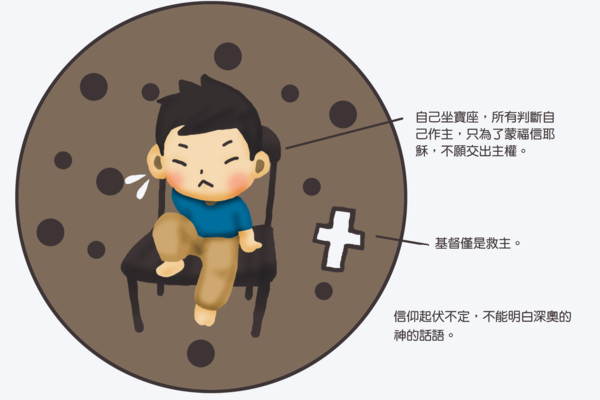 自己坐寶座，所有判斷自
己作主，只為了蒙福信耶
穌，不願交出主權。
基督僅是救主。
信仰起伏不定，不能明白深奧的
神的話語。